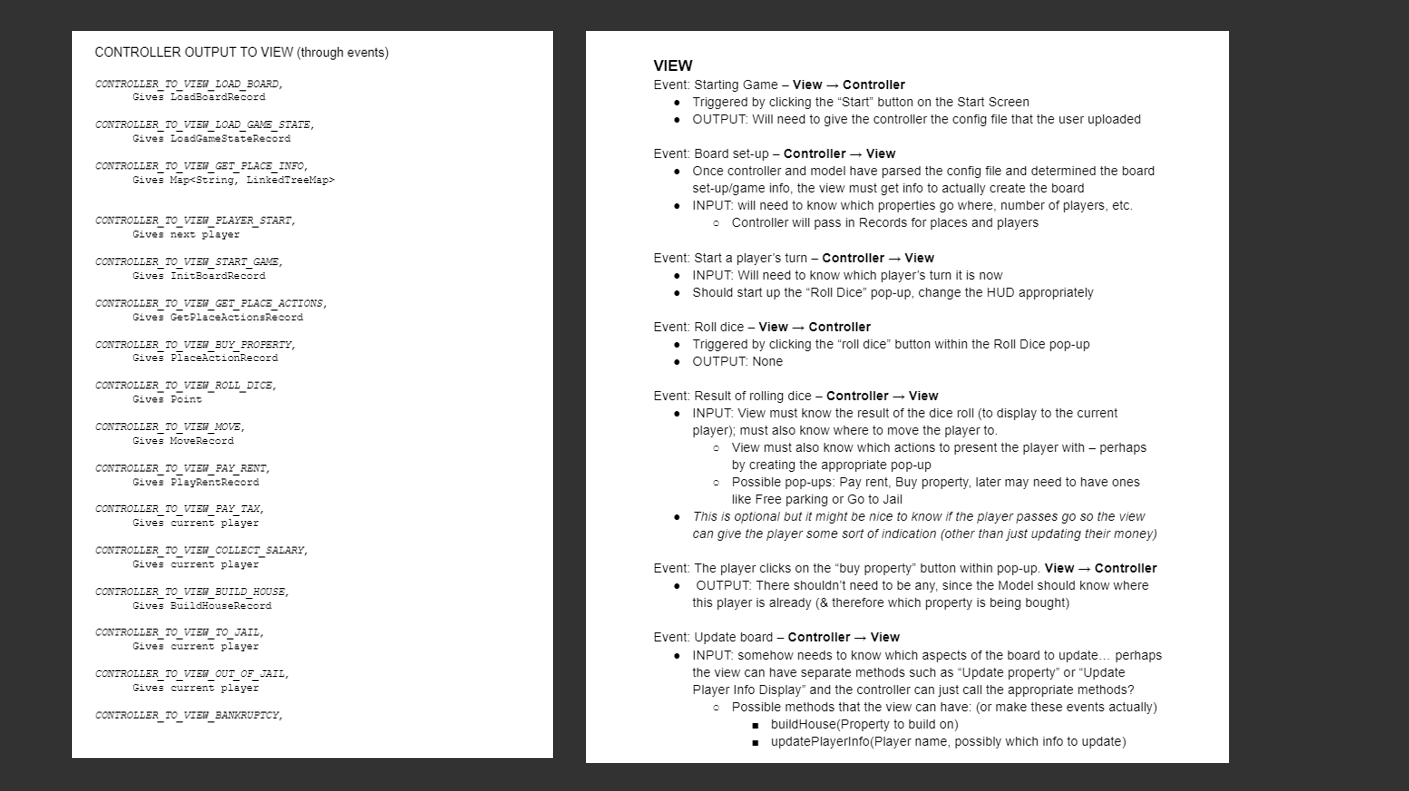 CONTROLLER OUTPUT TO VIEW (through events)
CONTROLLER_TO_VIEW_LOAD_BOARD,
Gives LoadBoardRecord
CONTROLLER_TO_VIEW_LOAD_GAME_STATE,
Gives LoadGameStateRecord
CONTROLLER_TO_VIEW_GET_PLACE_INFO,
Gives Map<String, LinkedTreeMap>
CONTROLLER_TO_VIEW_PLAYER_START,
Gives next player
CONTROLLER_TO_VIEW_START_GAME,
Gives InitBoardRecord
CONTROLLER_TO_VIEW_GET_PLACE_ACTIONS,
Gives GetPlaceActionsRecord
CONTROLLER_TO_VIEW_BUY_PROPERTY,
Gives PlaceActionRecord
CONTROLLER_TO_VIEW_ROLL_DICE,
Gives Point
CONTROLLER_TO_VIEW_MOVE,
Gives MoveRecord
CONTROLLER_TO_VIEW_PAY_RENT,
Gives PlayRentRecord
CONTROLLER_TO_VIEW_PAY_TAX,
Gives current player
CONTROLLER_TO_VIEW_COLLECT_SALARY,
Gives current player
CONTROLLER_TO_VIEW_BUILD_HOUSE,
Gives BuildHouseRecord
CONTROLLER_TO_VIEW_TO_JAIL,
Gives current player
CONTROLLER_TO_VIEW_OUT_OF_JAIL,
Gives current player
CONTROLLER_TO_VIEW_BANKRUPTCY,
VIEW
Event: Starting Game – View → Controller
● Triggered by clicking the “Start” button on the Start Screen
● OUTPUT: Will need to give the controller the config file that the user uploaded
Event: Board set-up – Controller → View
● Once controller and model have parsed the config file and determined the board
set-up/game info, the view must get info to actually create the board
● INPUT: will need to know which properties go where, number of players, etc.
○ Controller will pass in Records for places and players
Event: Start a player’s turn – Controller → View
● INPUT: Will need to know which player’s turn it is now
● Should start up the “Roll Dice” pop-up, change the HUD appropriately
Event: Roll dice – View → Controller
● Triggered by clicking the “roll dice” button within the Roll Dice pop-up
● OUTPUT: None
Event: Result of rolling dice – Controller → View
● INPUT: View must know the result of the dice roll (to display to the current
player); must also know where to move the player to.
○ View must also know which actions to present the player with – perhaps
by creating the appropriate pop-up
○ Possible pop-ups: Pay rent, Buy property, later may need to have ones
like Free parking or Go to Jail
● This is optional but it might be nice to know if the player passes go so the view
can give the player some sort of indication (other than just updating their money)
Event: The player clicks on the “buy property” button within pop-up. View → Controller
● OUTPUT: There shouldn’t need to be any, since the Model should know where
this player is already (& therefore which property is being bought)
Event: Update board – Controller → View
● INPUT: somehow needs to know which aspects of the board to update… perhaps
the view can have separate methods such as “Update property” or “Update
Player Info Display” and the controller can just call the appropriate methods?
○ Possible methods that the view can have: (or make these events actually)
■ buildHouse(Property to build on)
■ updatePlayerInfo(Player name, possibly which info to update)